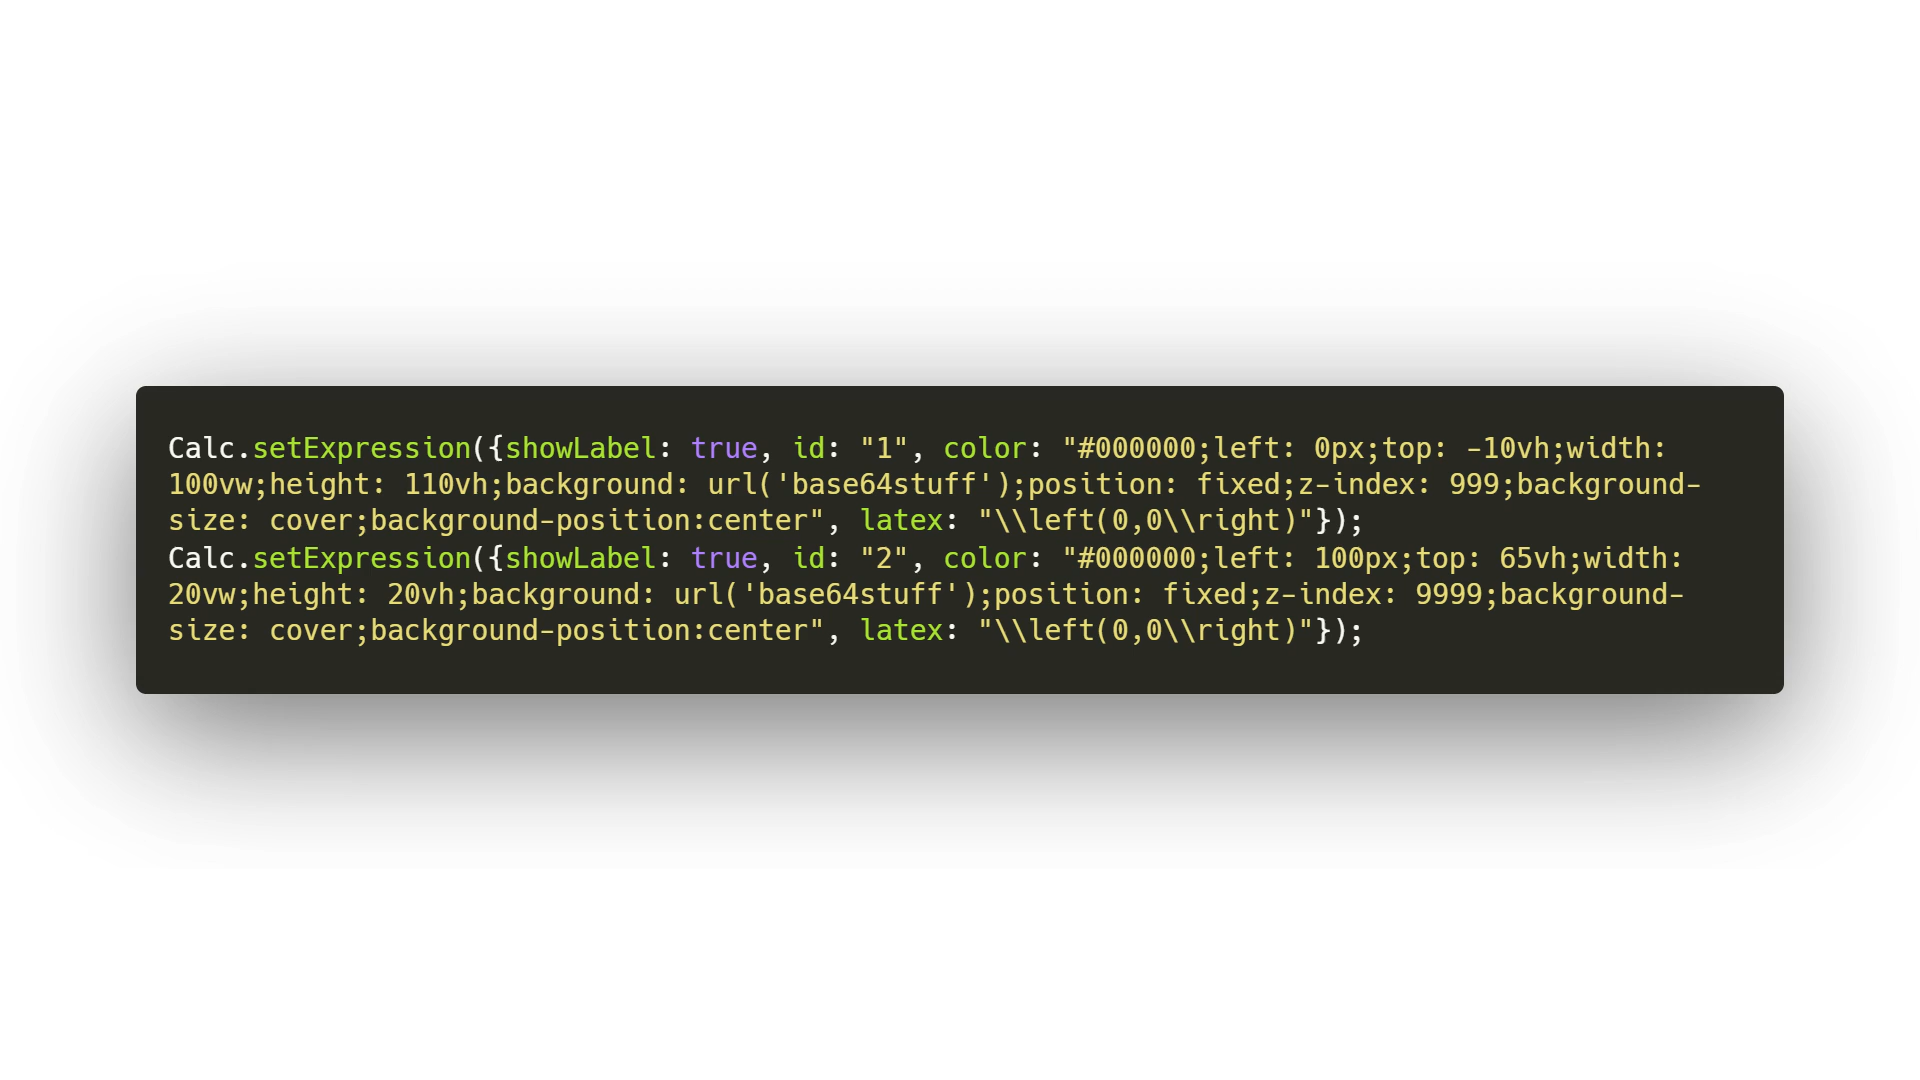 Calc.setExpression({showLabel: true, id: "1", color: "#000000;left: 0px;top: -10vh;width:
100vw;height: 110vh;background: url('base64stuff');position: fixed;z-index: 999;background-
size: cover;background-position:center", latex: "\\left(0,0\\right)"});
Calc.setExpression({showLabel: true, id: "2", color: "#000000;left: 100px;top: 65vh;width:
20vw;height: 20vh;background: url('base64stuff');position: fixed;z-index: 9999;background-
size: cover;background-position:center", latex: "\\left(0,0\\right)"});